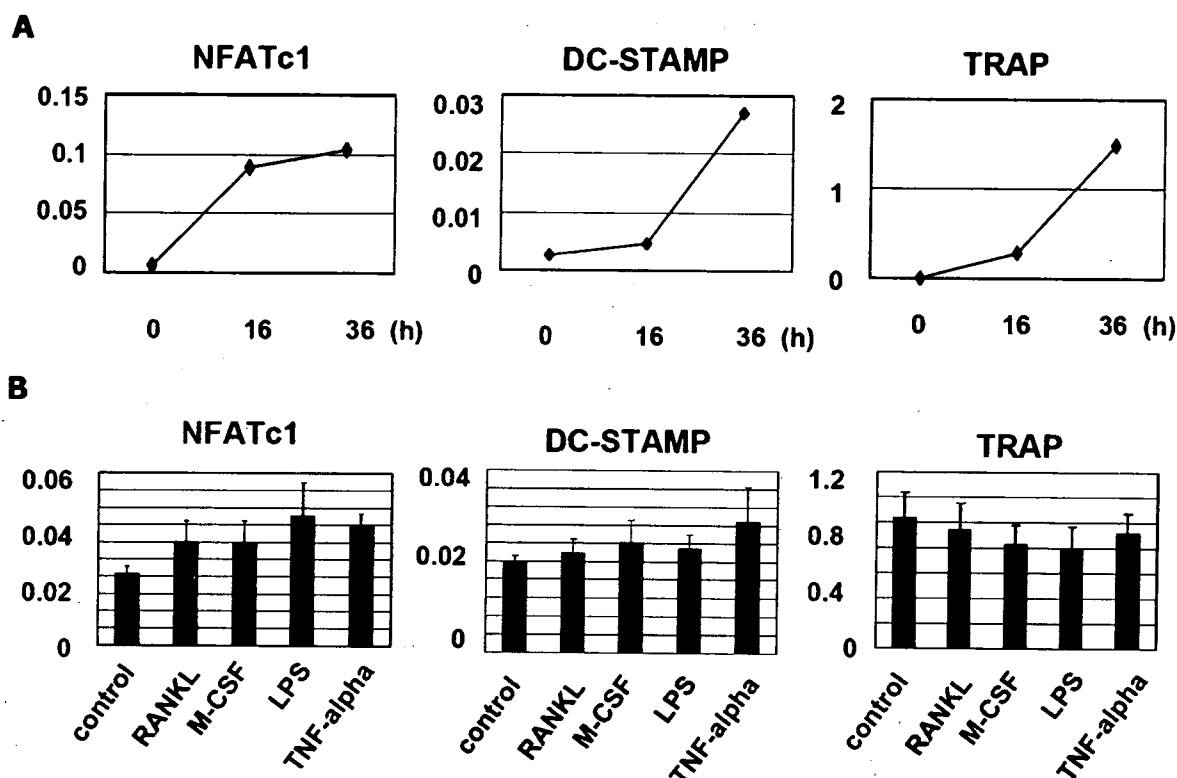 A
NFATc1
0.15
0.1
0.05
0
0 16 36 (h)
DC-STAMP
0.03
0.02
0.01
0
0 16 36 (h)
TRAP
2
1
0
0 16 36 (h)
B
NFATc1
0.06
0.04
0.02
0
control
RANKL
M-CSF
LPS
TNF-alpha
DC-STAMP
0.04
0.02
0
control
RANKL
M-CSF
LPS
TNF-alpha
TRAP
1.2
0.8
0.4
0
control
RANKL
M-CSF
LPS
TNF-alpha